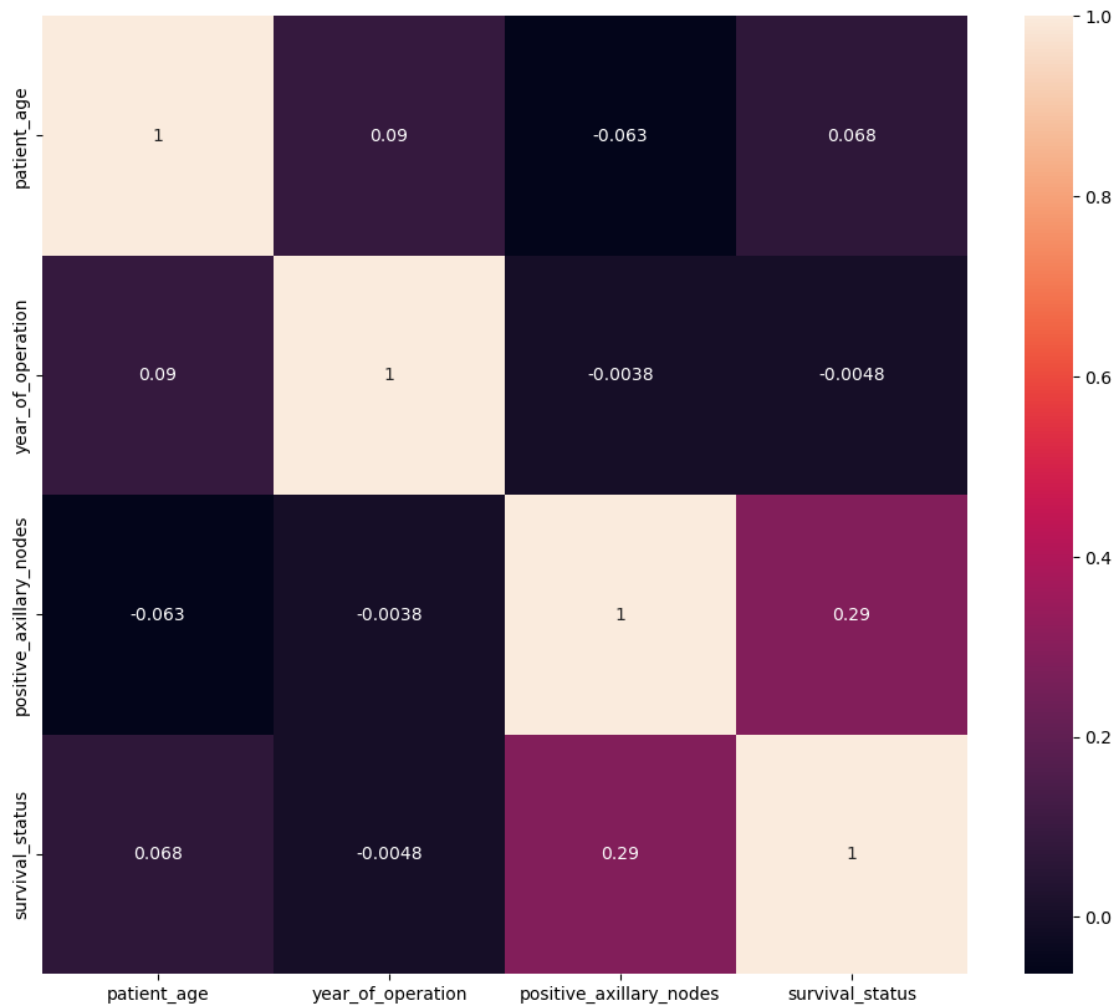 patient_age
1
0.09
-0.063
0.068
year_of_operation
0.09
1
-0.0038
-0.0048
positive_axillary_nodes
-0.063
-0.0038
1
0.29
survival_status
0.068
-0.0048
0.29
1
patient_age
year_of_operation
positive_axillary_nodes
survival_status
1.0
0.8
0.6
0.4
0.2
0.0